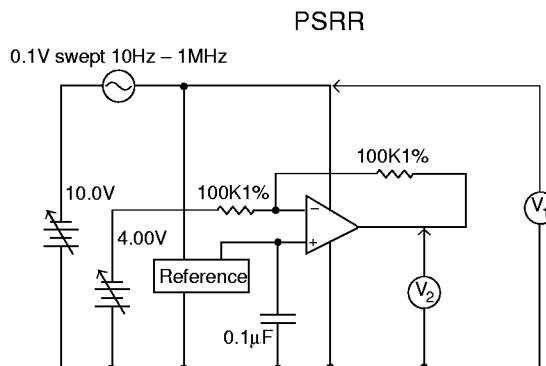 PSRR
0.1V swept 10Hz – 1MHz
100K1%
10.0V
100K1%
4.00V
V1
Reference
V2
0.1µF